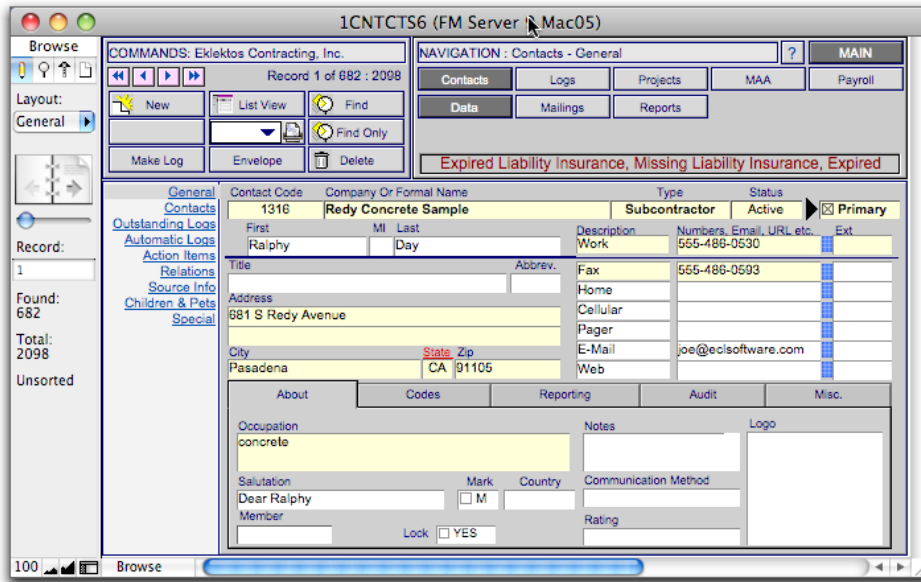 1CNTCTS6 (FM Server Mac05)
Browse
Layout:
General
Record:
1
Found:
682
Total:
2098
Unsorted
COMMANDS: Eklektos Contracting, Inc.
Record 1 of 682 : 2098
New List View Find
Find Only
Make Log Envelope Delete
NAVIGATION : Contacts - General ? MAIN
Contacts Logs Projects MAA Payroll
Data Mailings Reports
Expired Liability Insurance, Missing Liability Insurance, Expired
General
Contacts
Outstanding Logs
Automatic Logs
Action Items
Relations
Source Info
Children & Pets
Special
Contact Code Company Or Formal Name Type Status
1316 Redy Concrete Sample Subcontractor Active Primary
First MI Last
Ralphy Day
Title Abbrev.
Address
681 S Redy Avenue
City State Zip
Pasadena CA 91105
Description Numbers, Email, URL etc. Ext
Work 555-486-0530
Fax 555-486-0593
Home
Cellular
Pager
E-Mail joe@eclsoftware.com
Web
About Codes Reporting Audit Misc.
Occupation
concrete
Salutation Mark Country
Dear Ralphy M
Member
Lock YES
Notes Logo
Communication Method
Rating
100 Browse